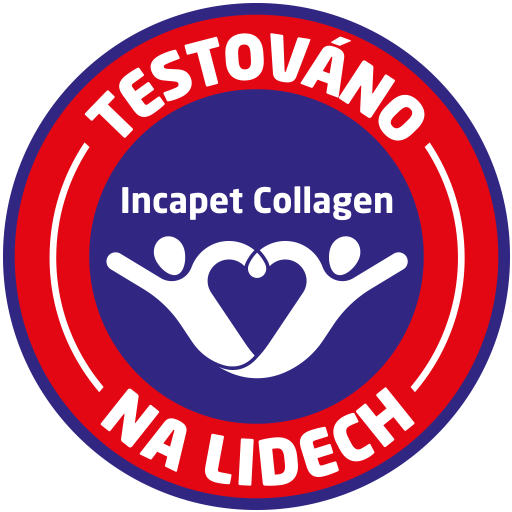 TESTOVÁNO
Incapet Collagen
NA LIDECH